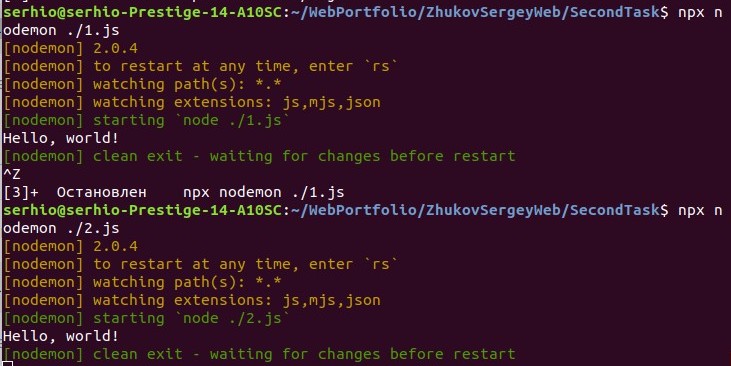 serhio@serhio-Prestige-14-A10SC:~/WebPortfolio/ZhukovSergeyWeb/SecondTask$ npx n
odemon ./1.js
[nodemon] 2.0.4
[nodemon] to restart at any time, enter `rs`
[nodemon] watching path(s): *.*
[nodemon] watching extensions: js,mjs,json
[nodemon] starting `node ./1.js`
Hello, world!
[nodemon] clean exit - waiting for changes before restart
^Z
[3]+  Остановлен    npx nodemon ./1.js
serhio@serhio-Prestige-14-A10SC:~/WebPortfolio/ZhukovSergeyWeb/SecondTask$ npx n
odemon ./2.js
[nodemon] 2.0.4
[nodemon] to restart at any time, enter `rs`
[nodemon] watching path(s): *.*
[nodemon] watching extensions: js,mjs,json
[nodemon] starting `node ./2.js`
Hello, world!
[nodemon] clean exit - waiting for changes before restart